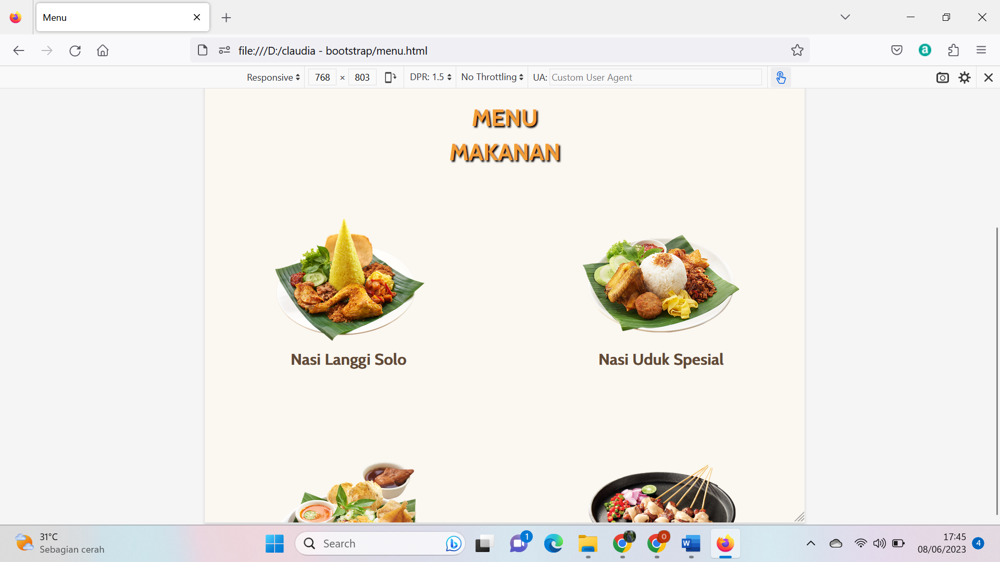 Menu
file:///D:/claudia - bootstrap/menu.html
Responsive 768 × 803 DPR: 1.5 No Throttling UA: Custom User Agent
MENU
MAKANAN
Nasi Langgi Solo
Nasi Uduk Spesial
31°C
Sebagian cerah
Search
1
0
17:45
08/06/2023
4